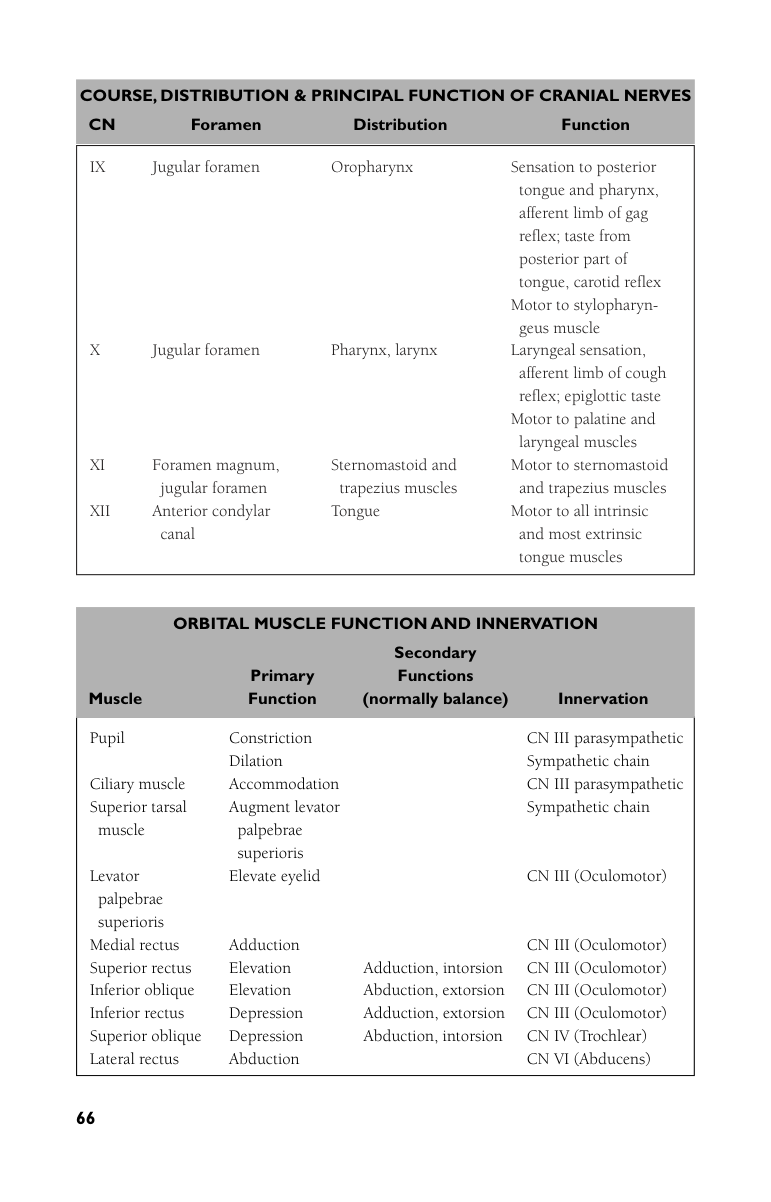 COURSE, DISTRIBUTION & PRINCIPAL FUNCTION OF CRANIAL NERVES
CN Foramen Distribution Function
IX Jugular foramen Oropharynx Sensation to posterior
tongue and pharynx,
afferent limb of gag
reflex; taste from
posterior part of
tongue, carotid reflex
Motor to stylopharyn-
geus muscle
X Jugular foramen Pharynx, larynx Laryngeal sensation,
afferent limb of cough
reflex; epiglottic taste
Motor to palatine and
laryngeal muscles
XI Foramen magnum, Sternomastoid and Motor to sternomastoid
jugular foramen trapezius muscles and trapezius muscles
XII Anterior condylar Tongue Motor to all intrinsic
canal and most extrinsic
tongue muscles
ORBITAL MUSCLE FUNCTION AND INNERVATION
Secondary
Primary Functions
Muscle Function (normally balance) Innervation
Pupil Constriction CN III parasympathetic
Dilation Sympathetic chain
Ciliary muscle Accommodation CN III parasympathetic
Superior tarsal Augment levator Sympathetic chain
muscle palpebrae
superioris
Levator Elevate eyelid CN III (Oculomotor)
palpebrae
superioris
Medial rectus Adduction CN III (Oculomotor)
Superior rectus Elevation Adduction, intorsion CN III (Oculomotor)
Inferior oblique Elevation Abduction, extorsion CN III (Oculomotor)
Inferior rectus Depression Adduction, extorsion CN III (Oculomotor)
Superior oblique Depression Abduction, intorsion CN IV (Trochlear)
Lateral rectus Abduction CN VI (Abducens)
66